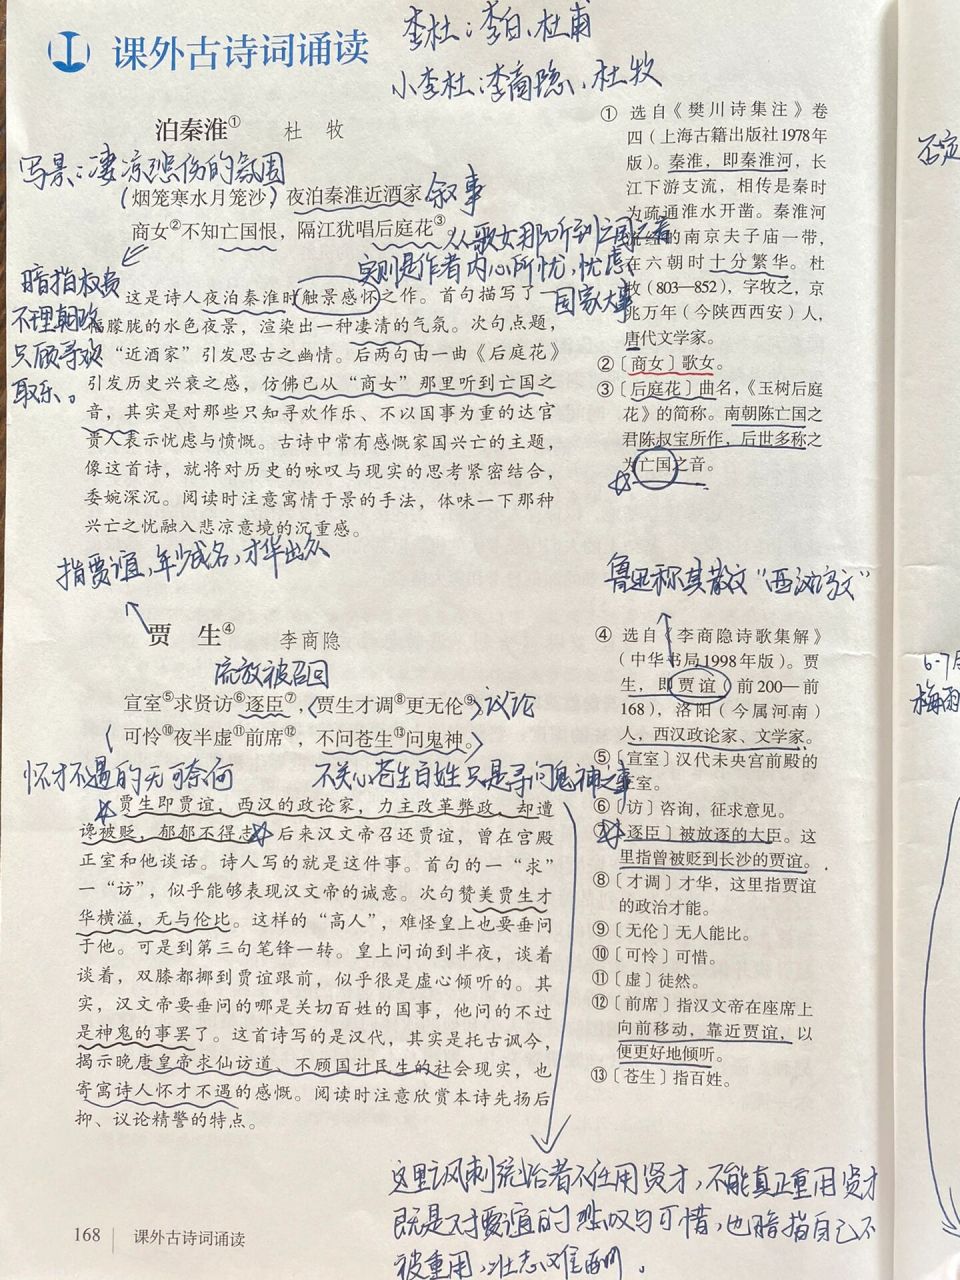 李杜：李白、杜甫
课外古诗词诵读
小李杜：李商隐、杜牧
泊秦淮①　杜　牧
写景：凄凉悲伤的氛围
（烟笼寒水月笼沙）夜泊秦淮近酒家 叙事
商女②不知亡国恨，隔江犹唱后庭花③
从歌女那听到亡国之音
实则是作者内心所忧，忧虑
国家大事
暗指权贵
不理朝政
只顾寻欢
取乐。
这是诗人夜泊秦淮时触景感怀之作。首句描写了
朦胧的水色夜景，渲染出一种凄清的气氛。次句点题，
“近酒家”引发思古之幽情。后两句由一曲《后庭花》
引发历史兴衰之感，仿佛已从“商女”那里听到亡国之
音，其实是对那些只知寻欢作乐、不以国事为重的达官
贵人表示忧虑与愤慨。古诗中常有感慨家国兴亡的主题，
像这首诗，就将对历史的咏叹与现实的思考紧密结合，
委婉深沉。阅读时注意寓情于景的手法，体味一下那种
兴亡之忧融入悲凉意境的沉重感。
指贾谊，年少成名，才华出众
贾　生④　李商隐
流放被召回
宣室⑤求贤访⑥逐臣⑦，（贾生才调⑧更无伦⑨）议论
（可怜⑩夜半虚⑪前席⑫，不问苍生⑬问鬼神。）
怀才不遇的无可奈何
不关心苍生百姓只是寻问鬼神之事
贾生即贾谊，西汉的政论家，力主改革弊政，却遭
谗被贬，郁郁不得志。后来汉文帝召还贾谊，曾在宫殿
正室和他谈话。诗人写的就是这件事。首句的一“求”
一“访”，似乎能够表现汉文帝的诚意。次句赞美贾生才
华横溢，无与伦比。这样的“高人”，难怪皇上也要垂问
于他。可是到第三句笔锋一转。皇上问询到半夜，谈着
谈着，双膝都挪到贾谊跟前，似乎很是虚心倾听的。其
实，汉文帝要垂问的哪是关切百姓的国事，他问的不过
是神鬼的事罢了。这首诗写的是汉代，其实是托古讽今，
揭示晚唐皇帝求仙访道、不顾国计民生的社会现实，也
寄寓诗人怀才不遇的感慨。阅读时注意欣赏本诗先扬后
抑、议论精警的特点。
这里讽刺统治者不任用贤才，不能真正重用贤才
既是对贾谊的悲叹与可惜，也暗指自己不
被重用，壮志难酬。
168　课外古诗词诵读
① 选自《樊川诗集注》卷
四（上海古籍出版社1978年
版）。秦淮，即秦淮河，长
江下游支流，相传是秦时
为疏通淮水开凿。秦淮河
流经的南京夫子庙一带，
在六朝时十分繁华。杜
牧（803—852），字牧之，京
兆万年（今陕西西安）人，
唐代文学家。
②〔商女〕歌女。
③〔后庭花〕曲名，《玉树后庭
花》的简称。南朝陈亡国之
君陈叔宝所作，后世多称之
为亡国之音。
鲁迅称其散文“西汉鸿文”
④ 选自《李商隐诗歌集解》
（中华书局1998年版）。贾
生，即贾谊（前200—前
168），洛阳（今属河南）
人，西汉政论家、文学家。
⑤〔宣室〕汉代未央宫前殿的
正室。
⑥〔访〕咨询，征求意见。
⑦〔逐臣〕被放逐的大臣。这
里指曾被贬到长沙的贾谊。
⑧〔才调〕才华，这里指贾谊
的政治才能。
⑨〔无伦〕无人能比。
⑩〔可怜〕可惜。
⑪〔虚〕徒然。
⑫〔前席〕指汉文帝在座席上
向前移动，靠近贾谊，以
便更好地倾听。
⑬〔苍生〕指百姓。
否定
6-7月
梅雨